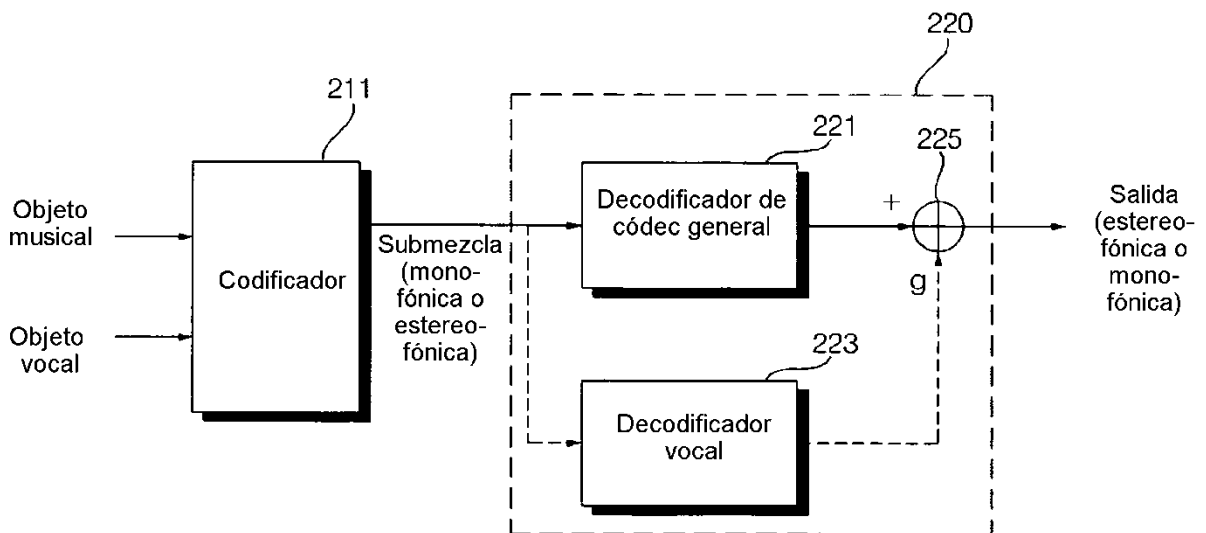 220
211
221
225
Objeto
musical
Codificador
Objeto
vocal
Submezcla
(mono-
fónica o
estereo-
fónica)
Decodificador de
códec general
+
g
Salida
(estereo-
fónica o
mono-
fónica)
223
Decodificador
vocal